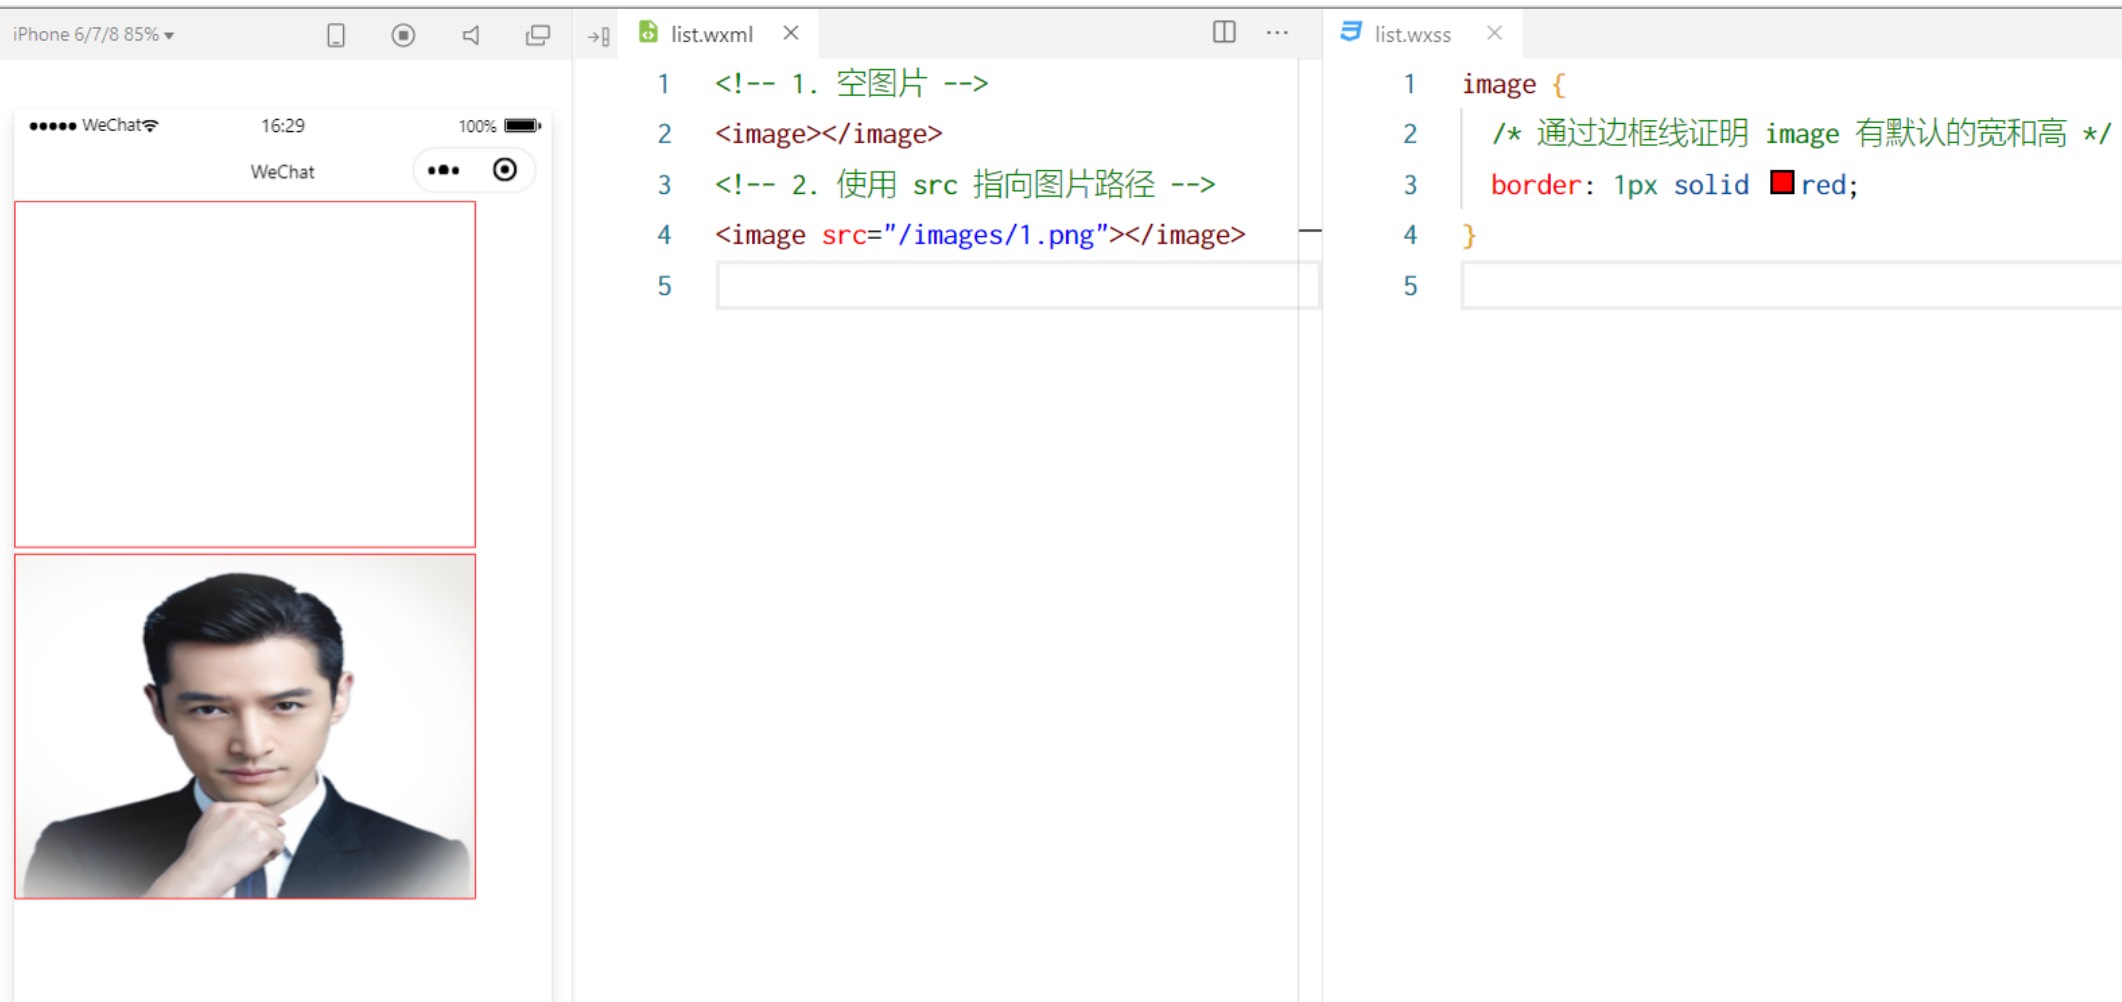 iPhone 6/7/8 85%
WeChat
16:29
100%
WeChat
list.wxml
1 <!-- 1. 空图片 -->
2 <image></image>
3 <!-- 2. 使用 src 指向图片路径 -->
4 <image src="/images/1.png"></image>
5
list.wxss
1 image {
2 /* 通过边框线证明 image 有默认的宽和高 */
3 border: 1px solid red;
4 }
5